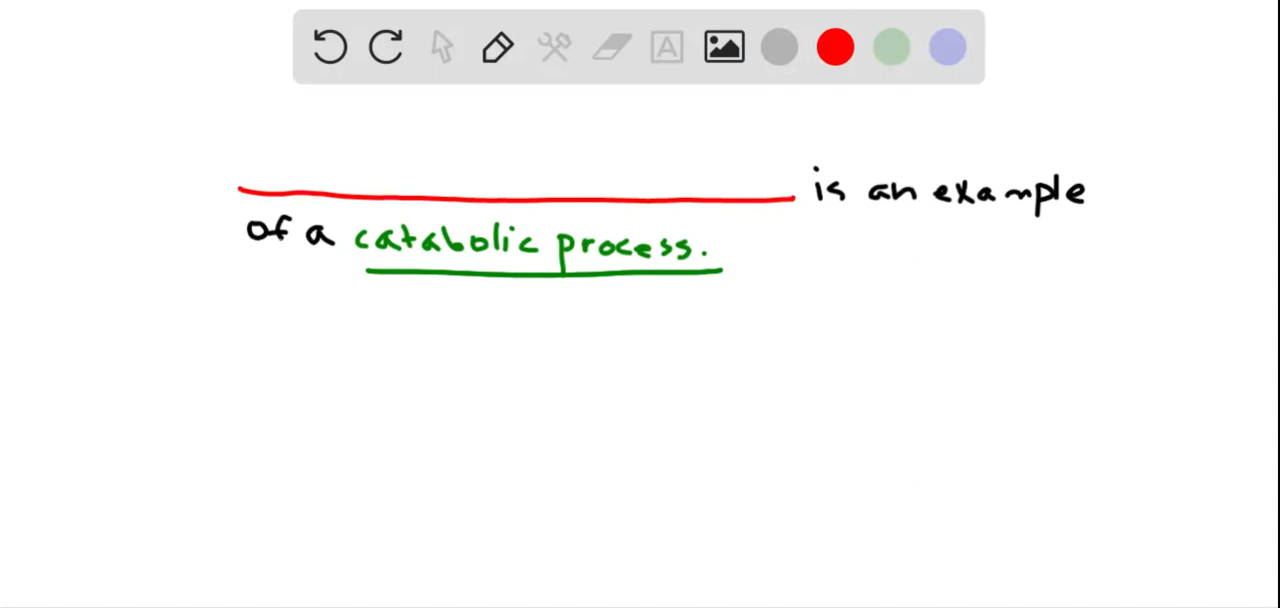 is an example
of a catabolic process.